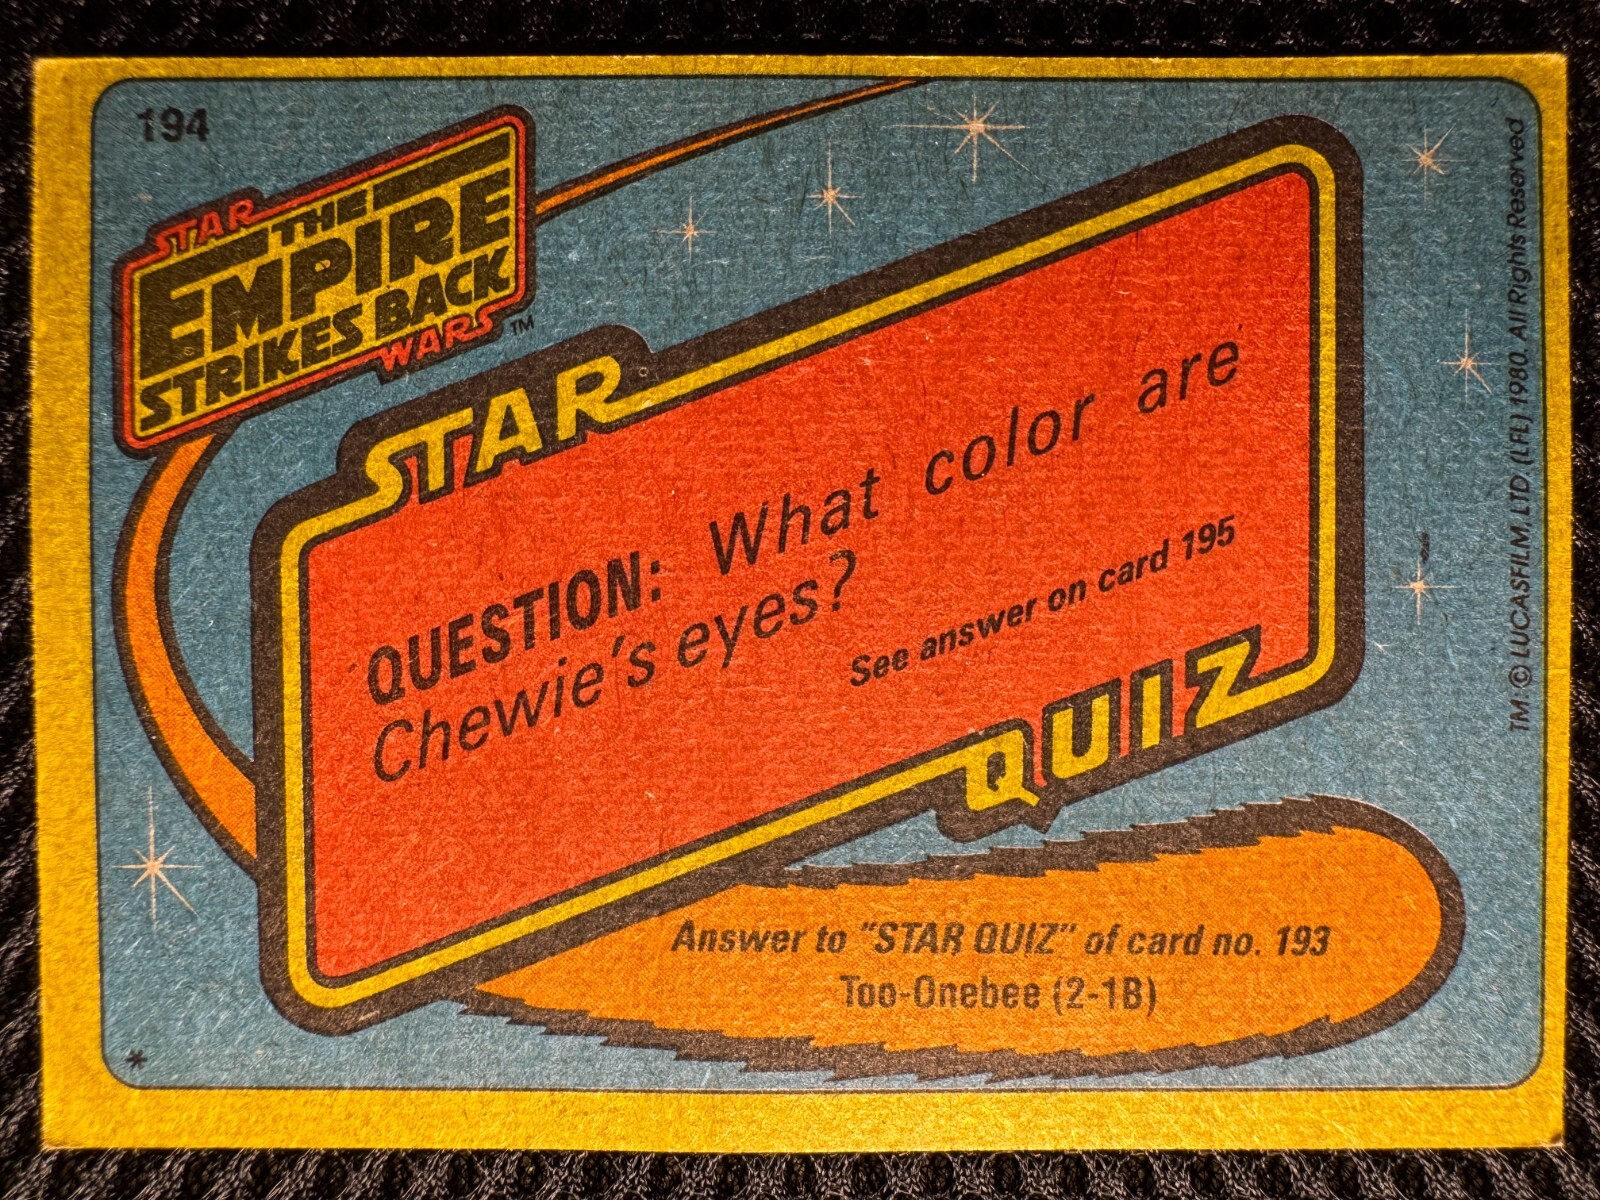 194
STAR
THE
EMPIRE
STRIKES BACK
WARS™
STAR
QUESTION: What color are
Chewie's eyes?
See answer on card 195
QUIZ
Answer to "STAR QUIZ" of card no. 193
Too-Onebee (2-1B)
*
TM: © LUCASFILM, LTD (LFL) 1980. All Rights Reserved